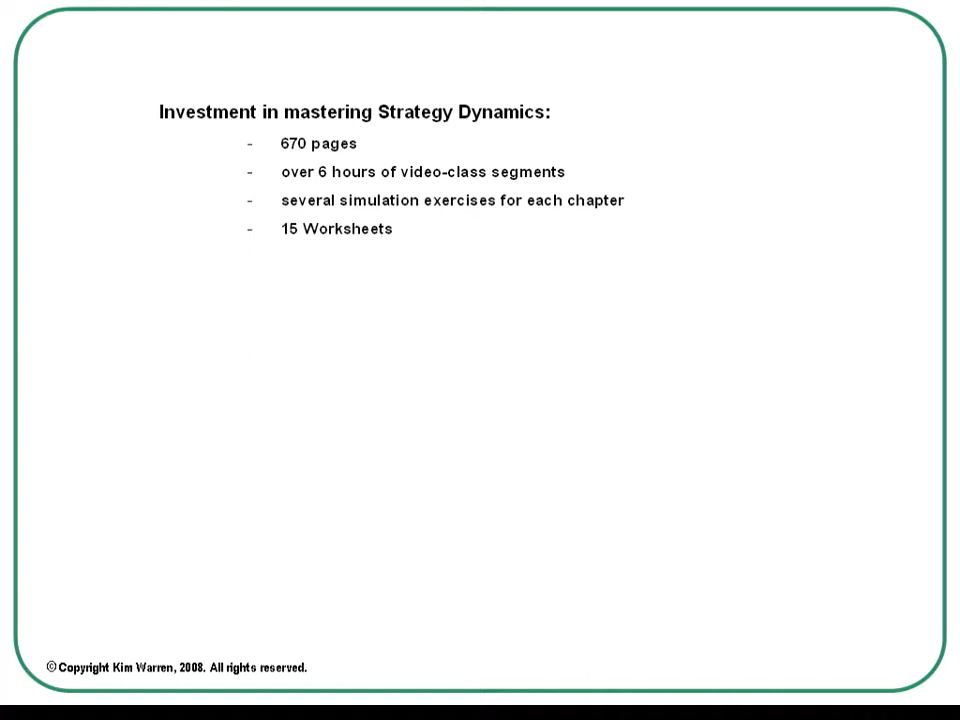 Investment in mastering Strategy Dynamics:
- 670 pages
- over 6 hours of video-class segments
- several simulation exercises for each chapter
- 15 Worksheets
© Copyright Kim Warren, 2008. All rights reserved.